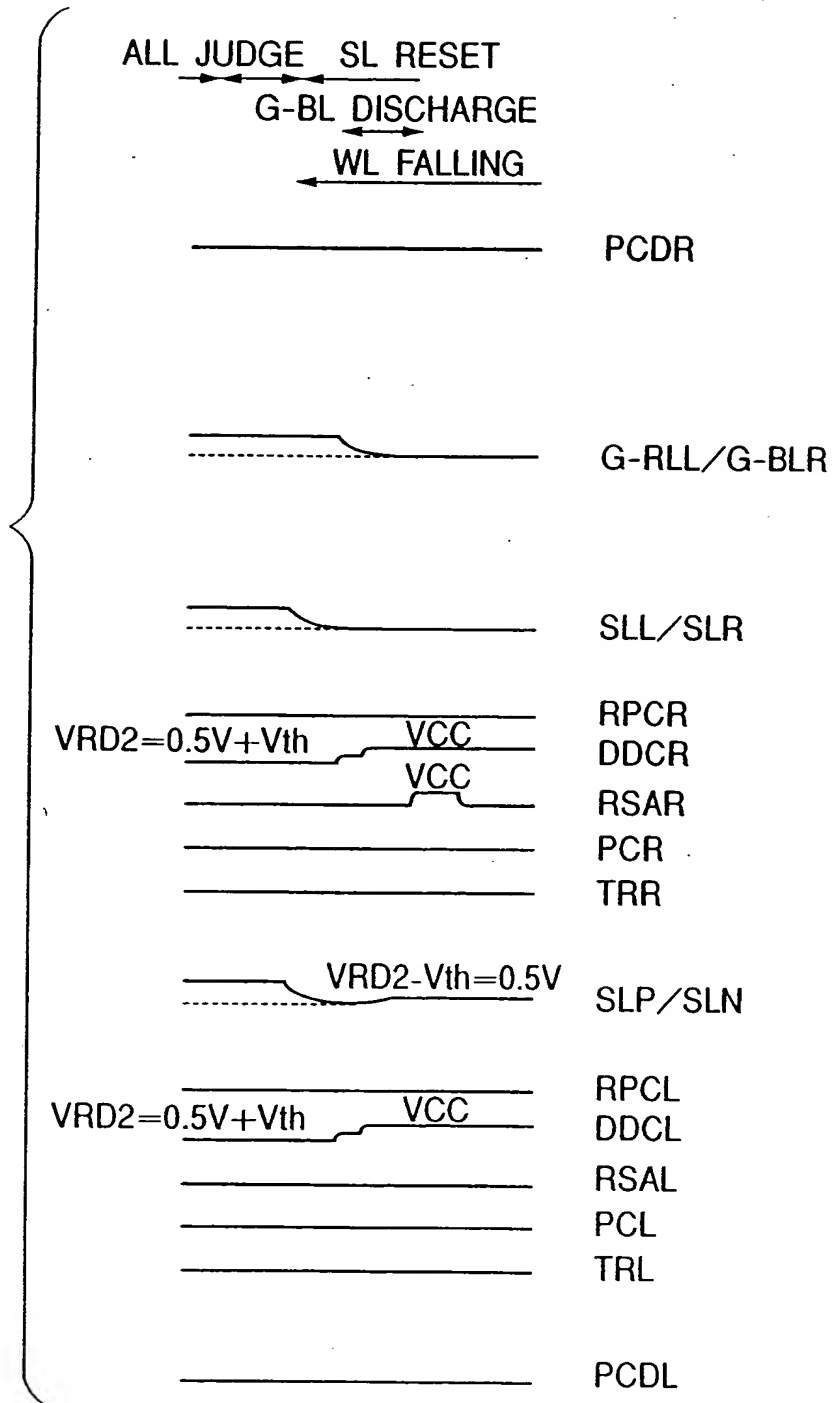 ALL JUDGE SL RESET
G-BL DISCHARGE
WL FALLING
PCDR
G-RLL/G-BLR
SLL/SLR
RPCR
VRD2=0.5V+Vth VCC DDCR
VCC RSAR
PCR
TRR
VRD2-Vth=0.5V SLP/SLN
RPCL
VRD2=0.5V+Vth VCC DDCL
RSAL
PCL
TRL
PCDL